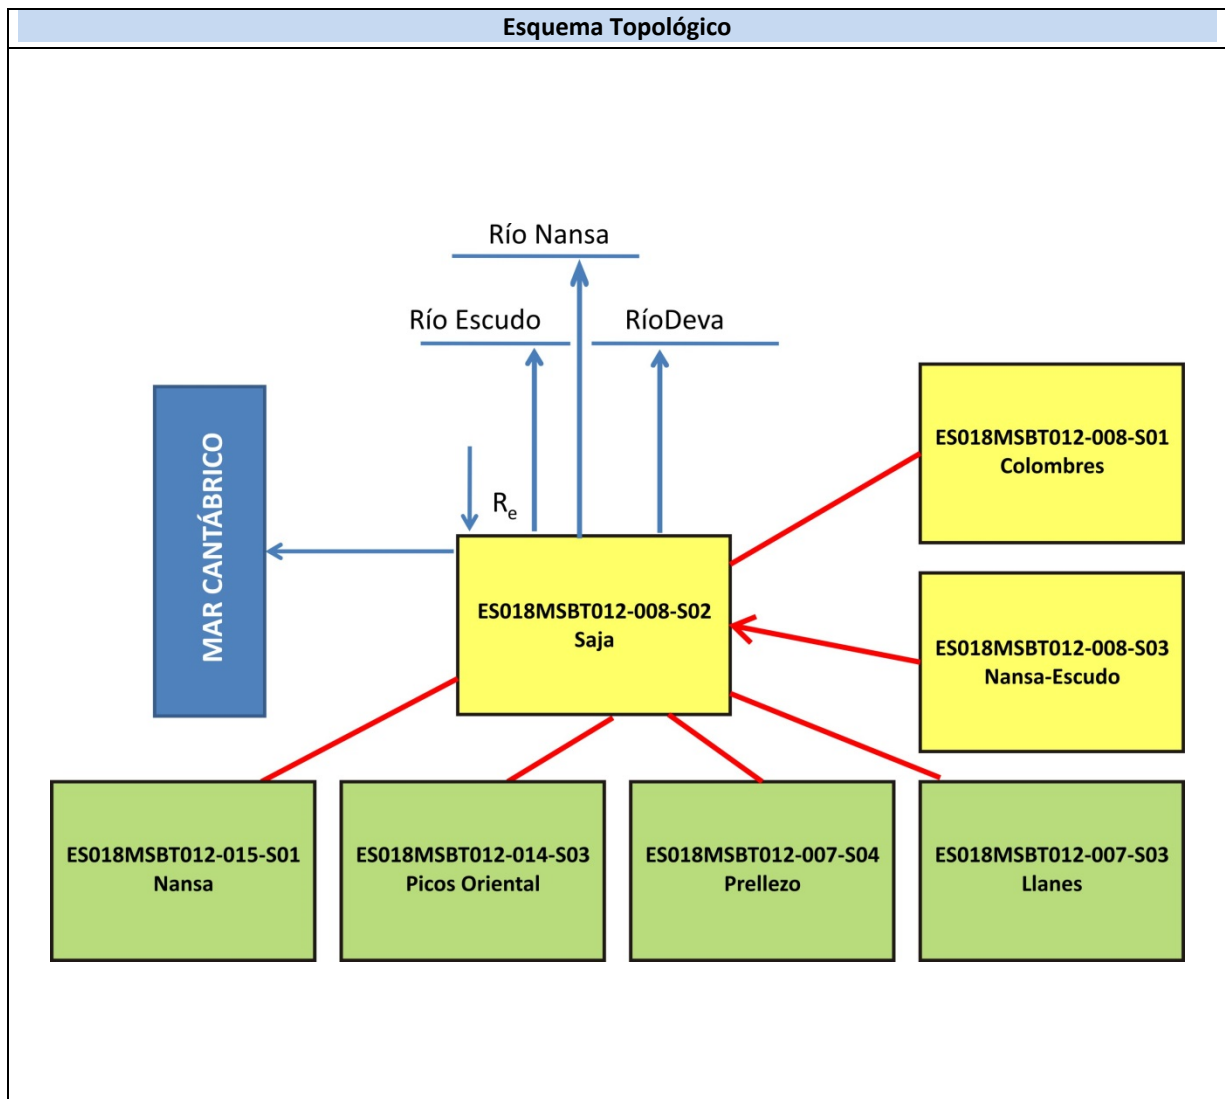 Esquema Topológico
Río Nansa
Río Escudo
RíoDeva
MAR CANTÁBRICO
Re
ES018MSBT012-008-S01
Colombres
ES018MSBT012-008-S02
Saja
ES018MSBT012-008-S03
Nansa-Escudo
ES018MSBT012-015-S01
Nansa
ES018MSBT012-014-S03
Picos Oriental
ES018MSBT012-007-S04
Prellezo
ES018MSBT012-007-S03
Llanes